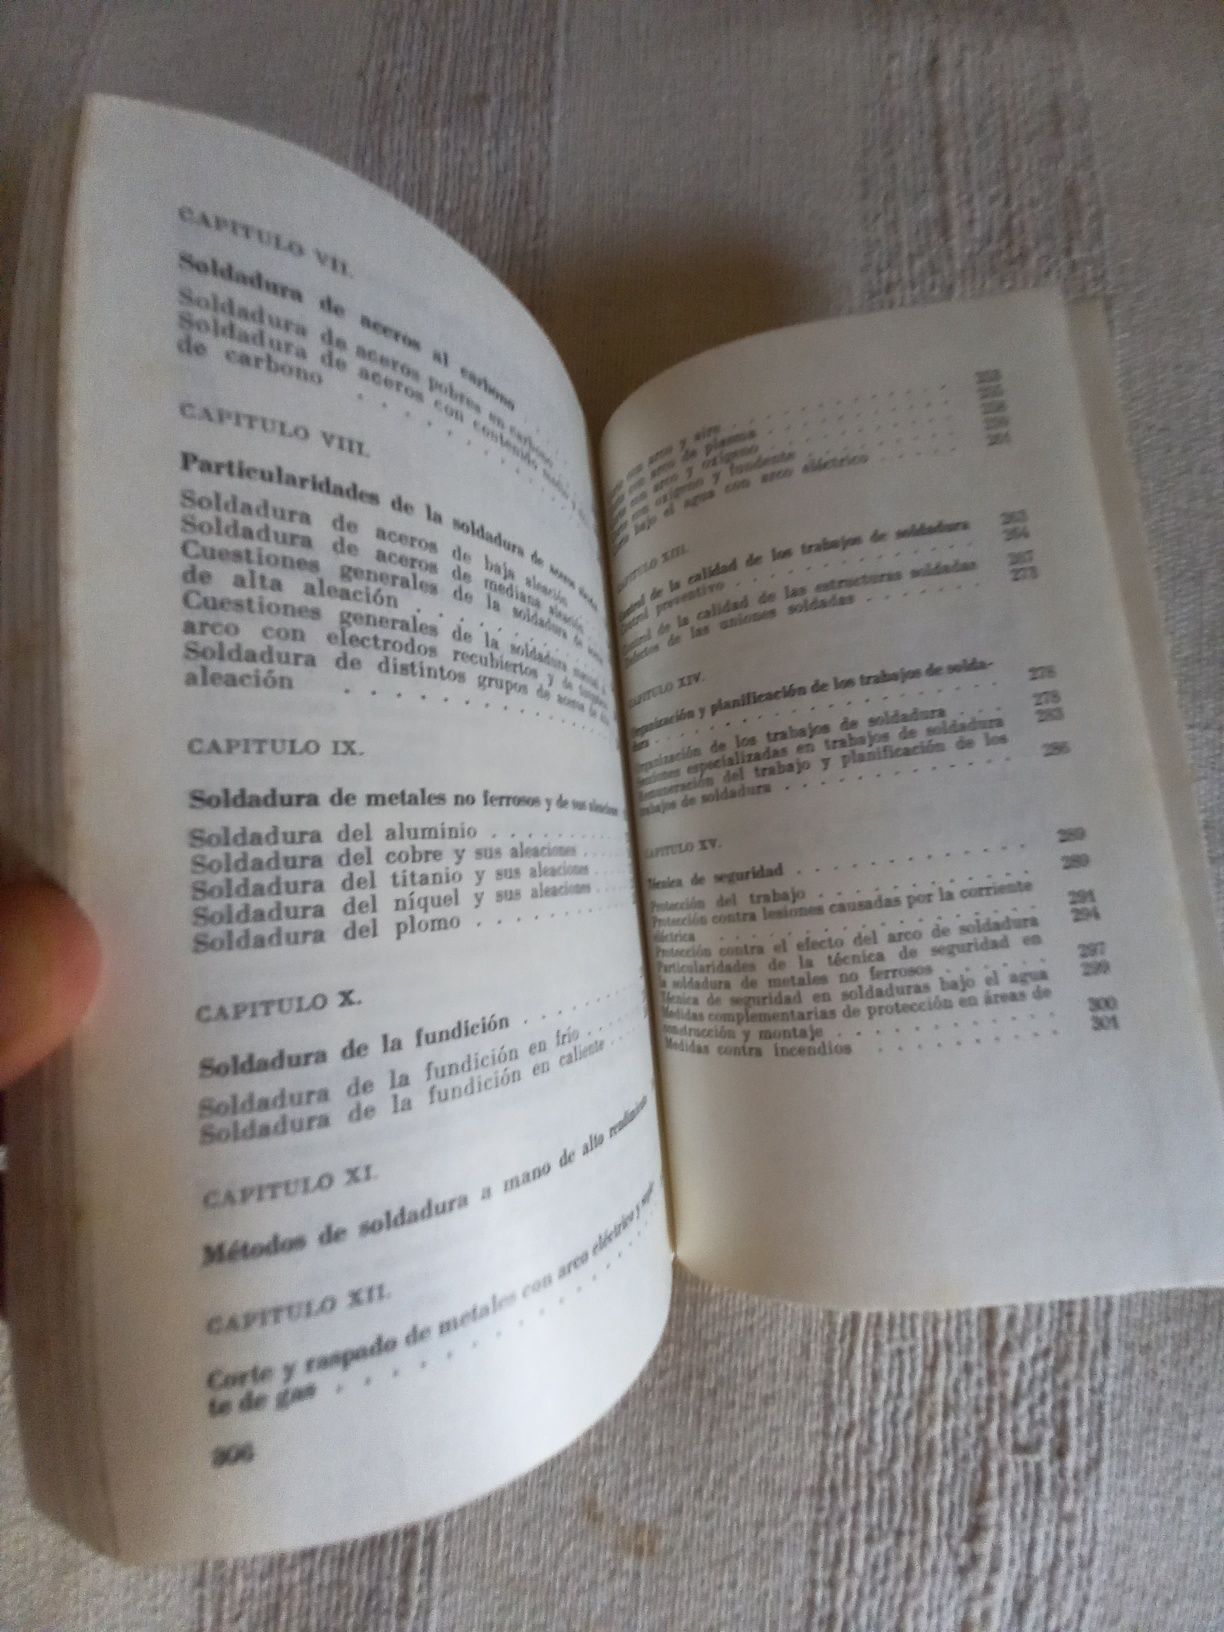 CAPITULO VII.
Soldadura de aceros al carbono
Soldadura de aceros pobres en carbono . .
Soldadura de aceros con contenido
de carbono . . . . . . . .
CAPITULO VIII.
Particularidades de la soldadura de aceros
Soldadura de aceros de baja aleación
Soldadura de aceros de mediana aleación
Cuestiones generales de la soldadura de aceros
de alta aleación . . . . . . . .
Cuestiones generales de la soldadura manual
arco con electrodos recubiertos y de
Soldadura de distintos grupos de aceros de alta
aleación . . . . . . . . .
CAPITULO IX.
Soldadura de metales no ferrosos y de sus aleaciones
Soldadura del aluminio . . . . . . .
Soldadura del cobre y sus aleaciones . . . .
Soldadura del titanio y sus aleaciones . . .
Soldadura del níquel y sus aleaciones . . .
Soldadura del plomo . . . . . . .
CAPITULO X.
Soldadura de la fundición . . . . . .
Soldadura de la fundición en frío . . . .
Soldadura de la fundición en caliente . . .
CAPITULO XI.
Métodos de soldadura a mano de alto rendimiento
CAPITULO XII.
Corte y raspado de metales con arco eléctrico y
te de gas . . . . . . . . . . .
306
con arco y aire . . . . . . . . .
con arco de plasma . . . . . . .
con arco y oxígeno . . . . . . .
con oxígeno y fundente . . . . .
bajo el agua con arco eléctrico . . . 261
CAPITULO XIII.
Control de la calidad de los trabajos de soldadura 263
Control preventivo . . . . . . . . 264
Control de la calidad de las estructuras soldadas 267
Defectos de las uniones soldadas . . . . . 273
CAPITULO XIV.
Organización y planificación de los trabajos de solda-
dura . . . . . . . . . . . . 278
Organización de los trabajos de soldadura . . . 278
especializadas en trabajos de soldadura 283
Remuneración del trabajo y planificación de los
trabajos de soldadura . . . . . . . . 286
CAPITULO XV.
Técnica de seguridad . . . . . . . . . 289
Protección del trabajo . . . . . . . . 289
Protección contra lesiones causadas por la corriente
eléctrica . . . . . . . . . . . 291
Protección contra el efecto del arco de soldadura 294
Particularidades de la técnica de seguridad en
la soldadura de metales no ferrosos . . . . . 297
Técnica de seguridad en soldaduras bajo el agua 299
Medidas complementarias de protección en áreas de
construcción y montaje . . . . . . . . 300
Medidas contra incendios . . . . . . . 301